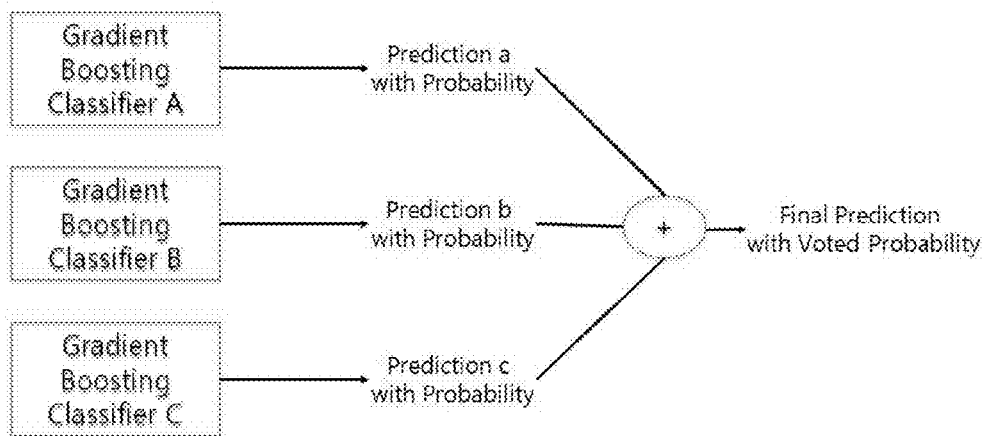 Gradient
Boosting
Classifier A
Prediction a
with Probability
Gradient
Boosting
Classifier B
Prediction b
with Probability
+
Final Prediction
with Voted Probability
Gradient
Boosting
Classifier C
Prediction c
with Probability